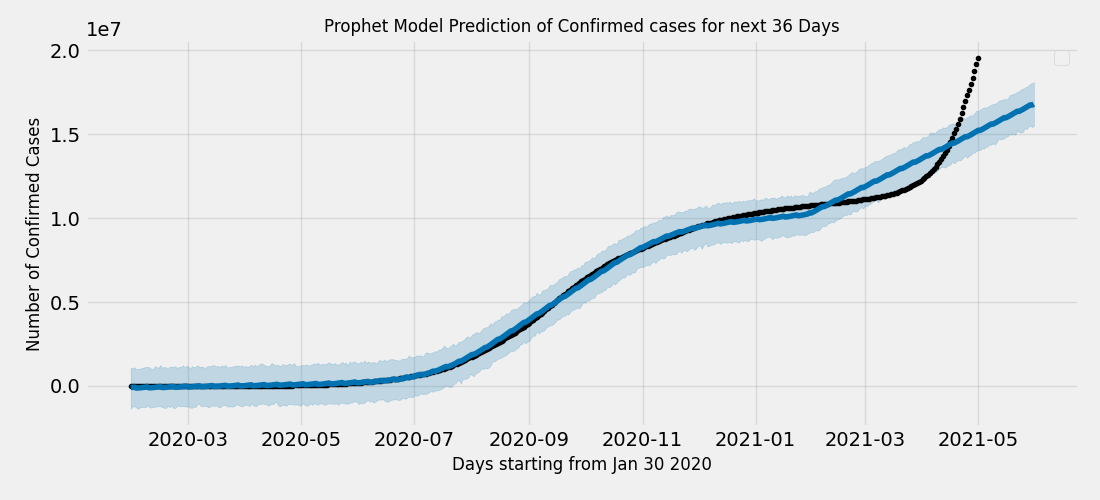 Prophet Model Prediction of Confirmed cases for next 36 Days
1e7
2.0
1.5
1.0
0.5
0.0
Number of Confirmed Cases
2020-03 2020-05 2020-07 2020-09 2020-11 2021-01 2021-03 2021-05
Days starting from Jan 30 2020